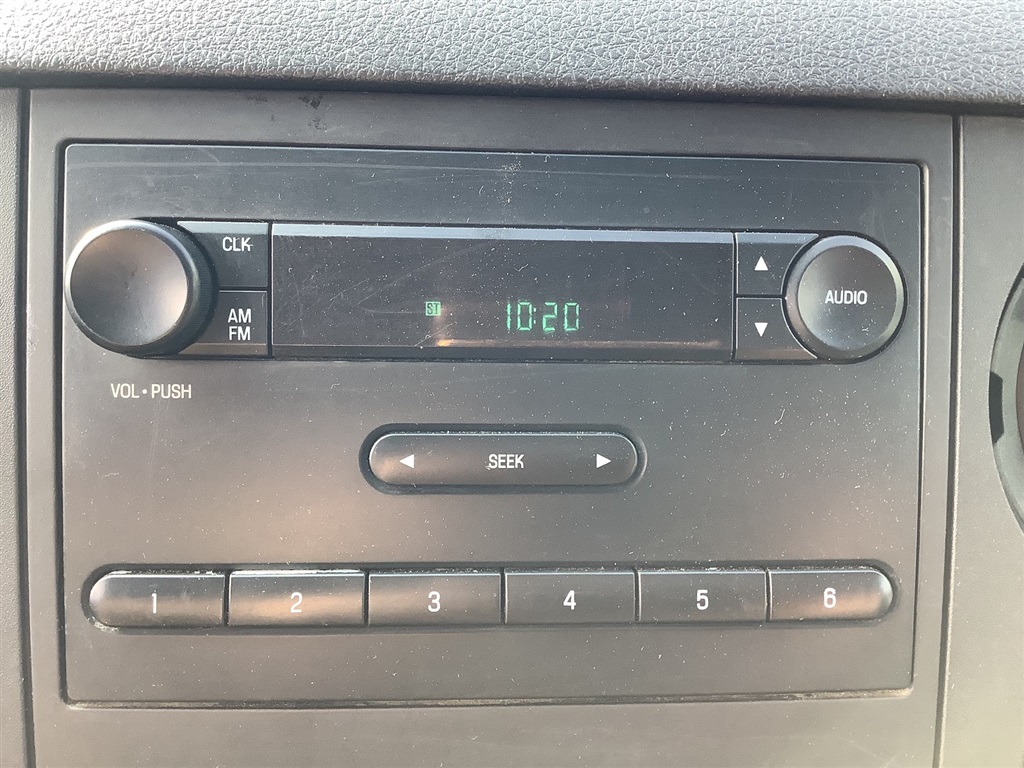 CLK
AM
FM
ST 10:20
AUDIO
VOL•PUSH
SEEK
1 2 3 4 5 6